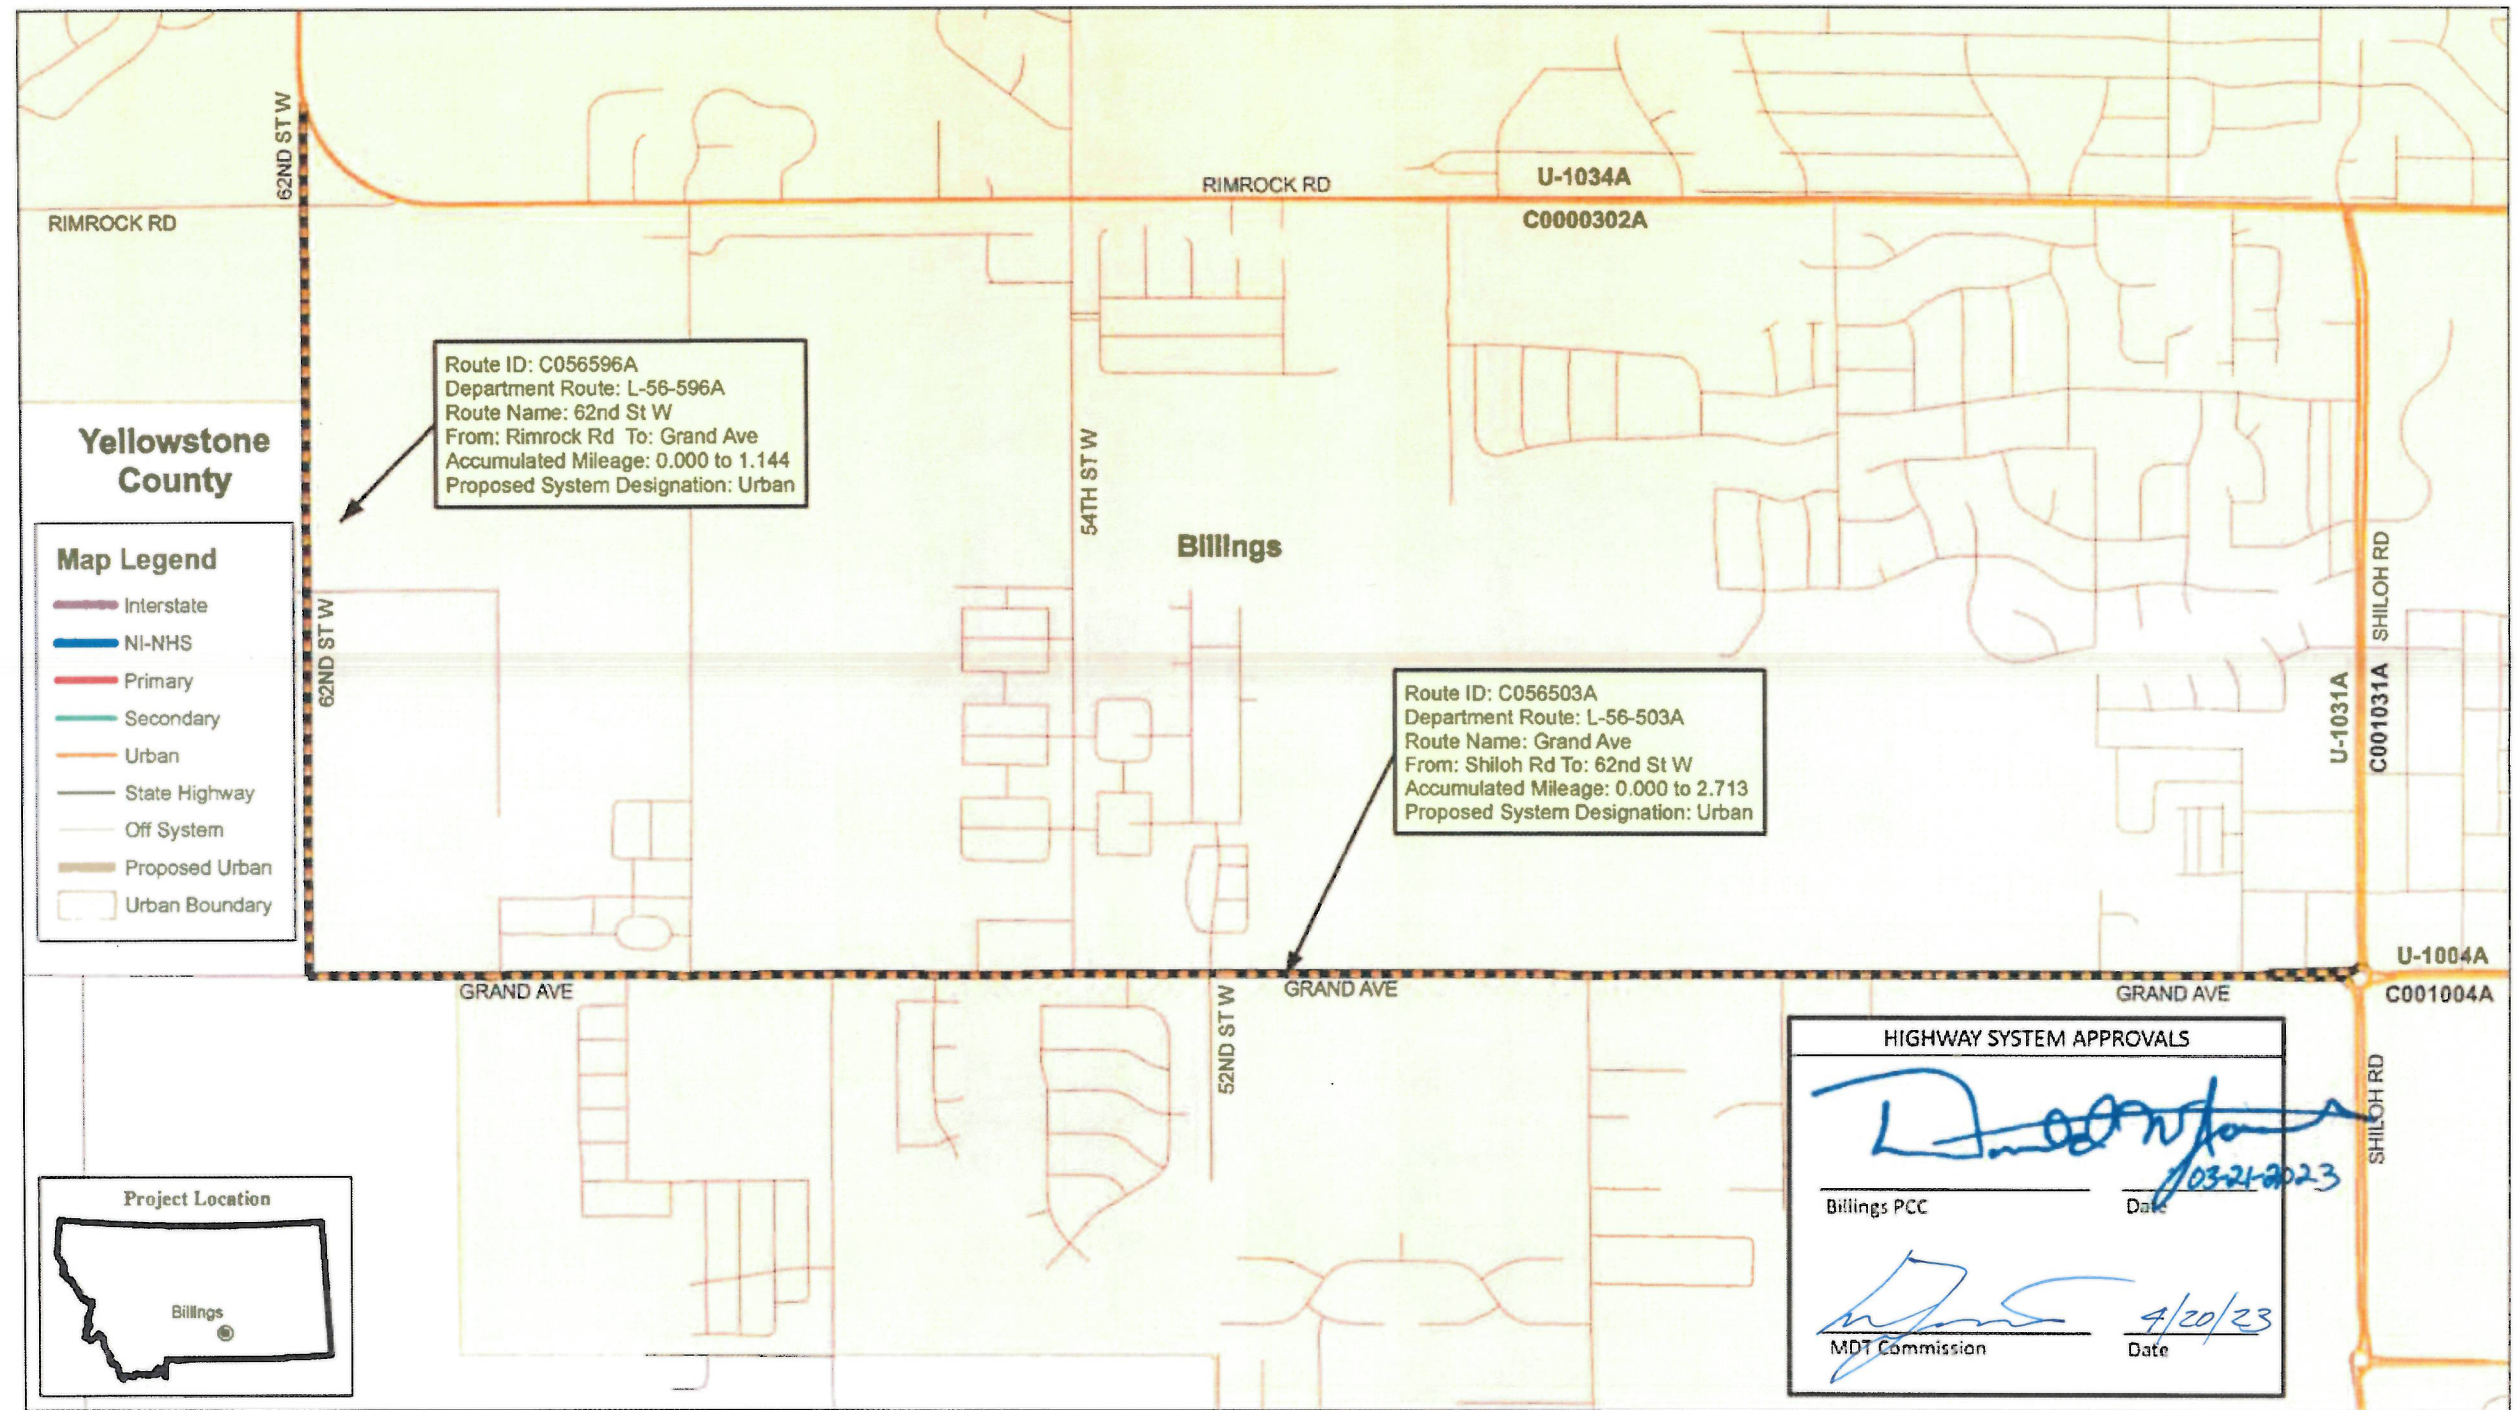 62ND ST W
RIMROCK RD
RIMROCK RD
U-1034A
C0000302A
Route ID: C056596A
Department Route: L-56-596A
Route Name: 62nd St W
From: Rimrock Rd To: Grand Ave
Accumulated Mileage: 0.000 to 1.144
Proposed System Designation: Urban
Yellowstone
County
54TH ST W
Billings
Map Legend
Interstate
NI-NHS
Primary
Secondary
Urban
State Highway
Off System
Proposed Urban
Urban Boundary
62ND ST W
SHILOH RD
U-1031A
C001031A
Route ID: C056503A
Department Route: L-56-503A
Route Name: Grand Ave
From: Shiloh Rd To: 62nd St W
Accumulated Mileage: 0.000 to 2.713
Proposed System Designation: Urban
U-1004A
GRAND AVE
GRAND AVE
GRAND AVE
C001004A
52ND ST W
SHILOH RD
HIGHWAY SYSTEM APPROVALS
03-21-2023
Billings PCC
Date
4/20/23
MDT Commission
Date
Project Location
Billings